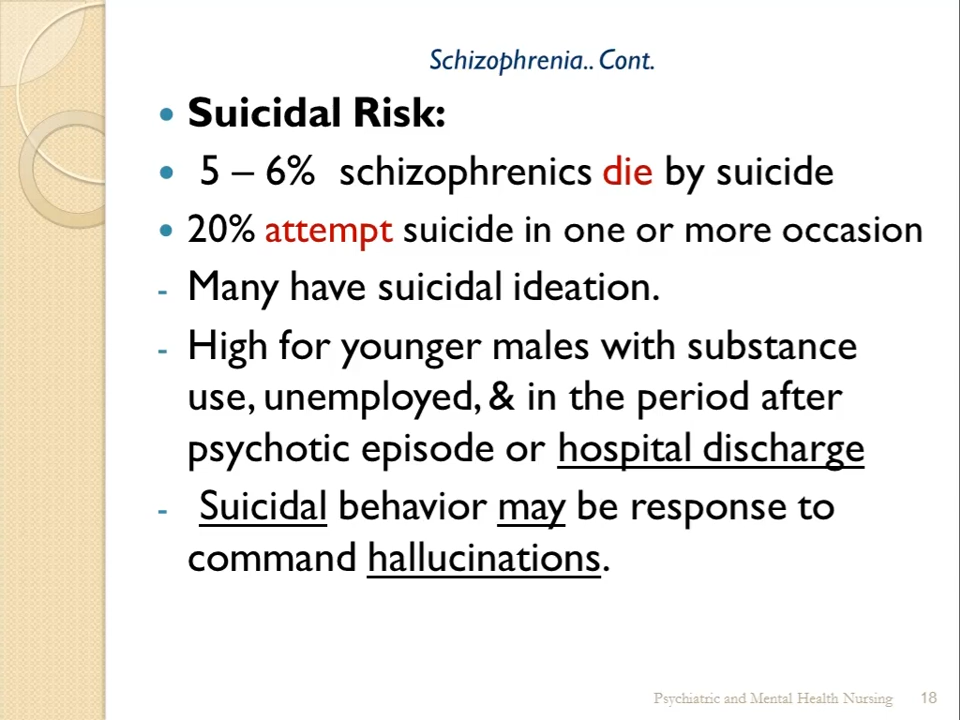 Schizophrenia.. Cont.
• Suicidal Risk:
• 5 – 6% schizophrenics die by suicide
• 20% attempt suicide in one or more occasion
- Many have suicidal ideation.
- High for younger males with substance
use, unemployed, & in the period after
psychotic episode or hospital discharge
- Suicidal behavior may be response to
command hallucinations.
Psychiatric and Mental Health Nursing 18